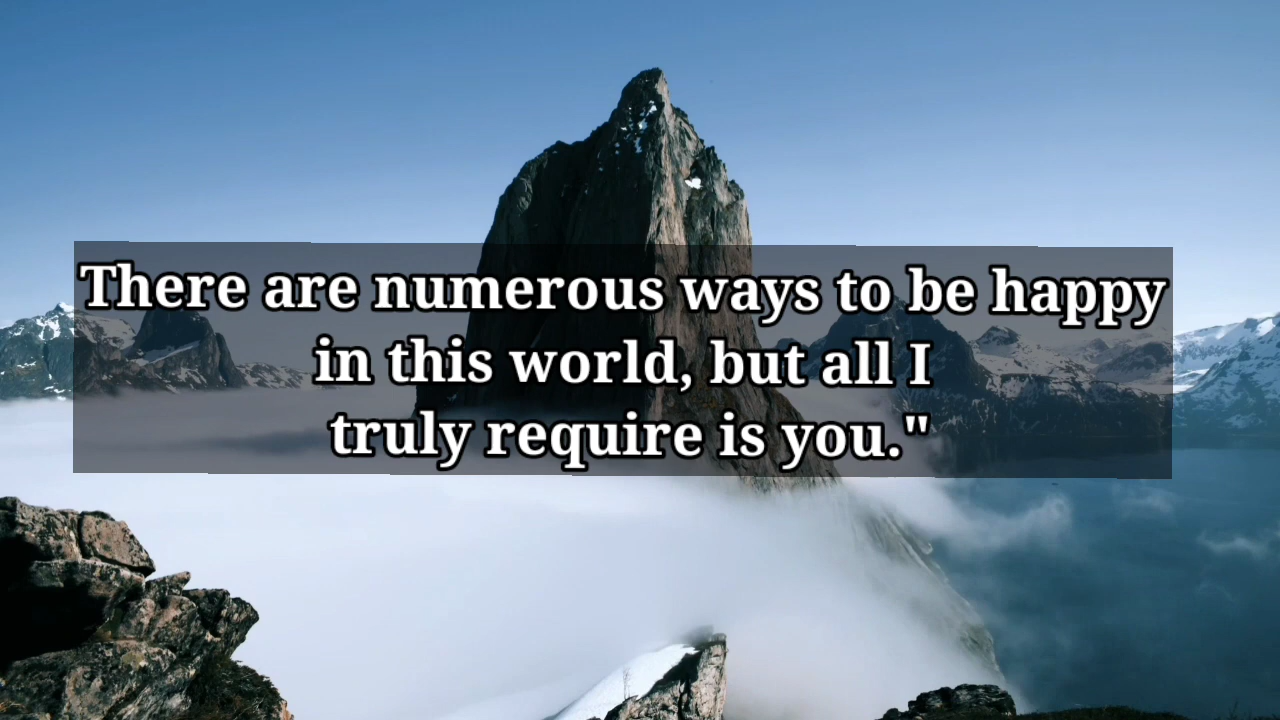 There are numerous ways to be happy
in this world, but all I
truly require is you."